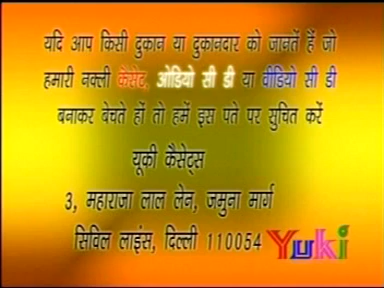 यदि आप किसी दुकान या दुकानदार को जानतें हैं जो
हमारी नक्ली कैसेट, ओडियो सी डी या वीडियो सी डी
बनाकर बेचते हों तो हमें इस पते पर सुचित करें
यूकी कैसेट्स
3, महाराजा लाल लेन, जमुना मार्ग
सिविल लाइंस, दिल्ली 110054
Yuki